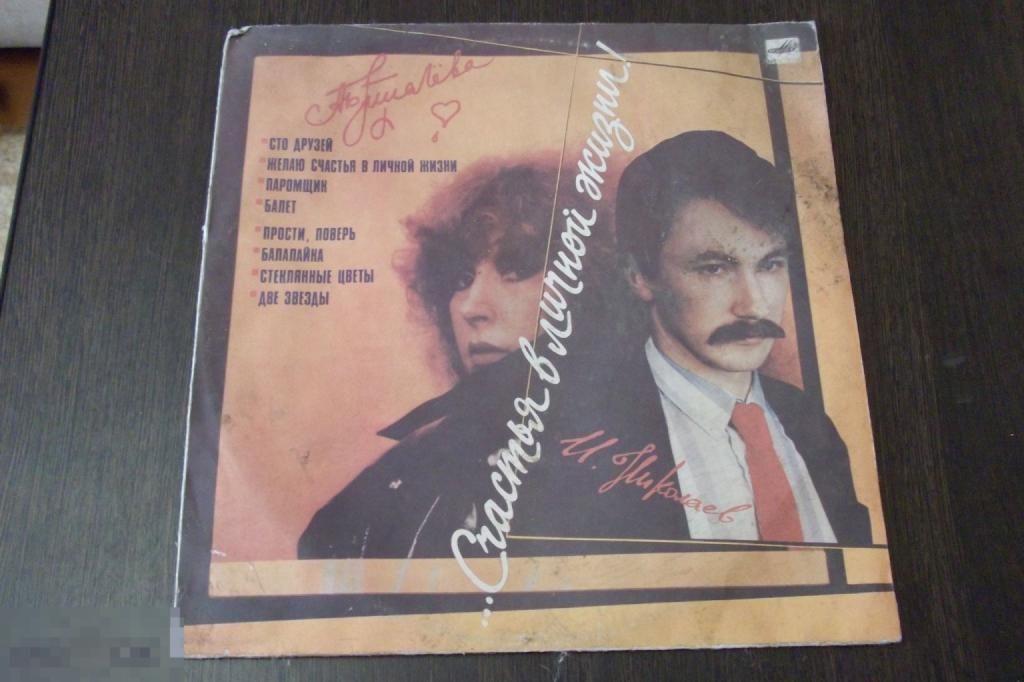 А Пугачёва
СТО ДРУЗЕЙ
ЖЕЛАЮ СЧАСТЬЯ В ЛИЧНОЙ ЖИЗНИ
ПАРОМЩИК
БАЛЕТ
ПРОСТИ, ПОВЕРЬ
БАЛАЛАЙКА
СТЕКЛЯННЫЕ ЦВЕТЫ
ДВЕ ЗВЕЗДЫ
...Счастья в личной жизни!
И. Николаев